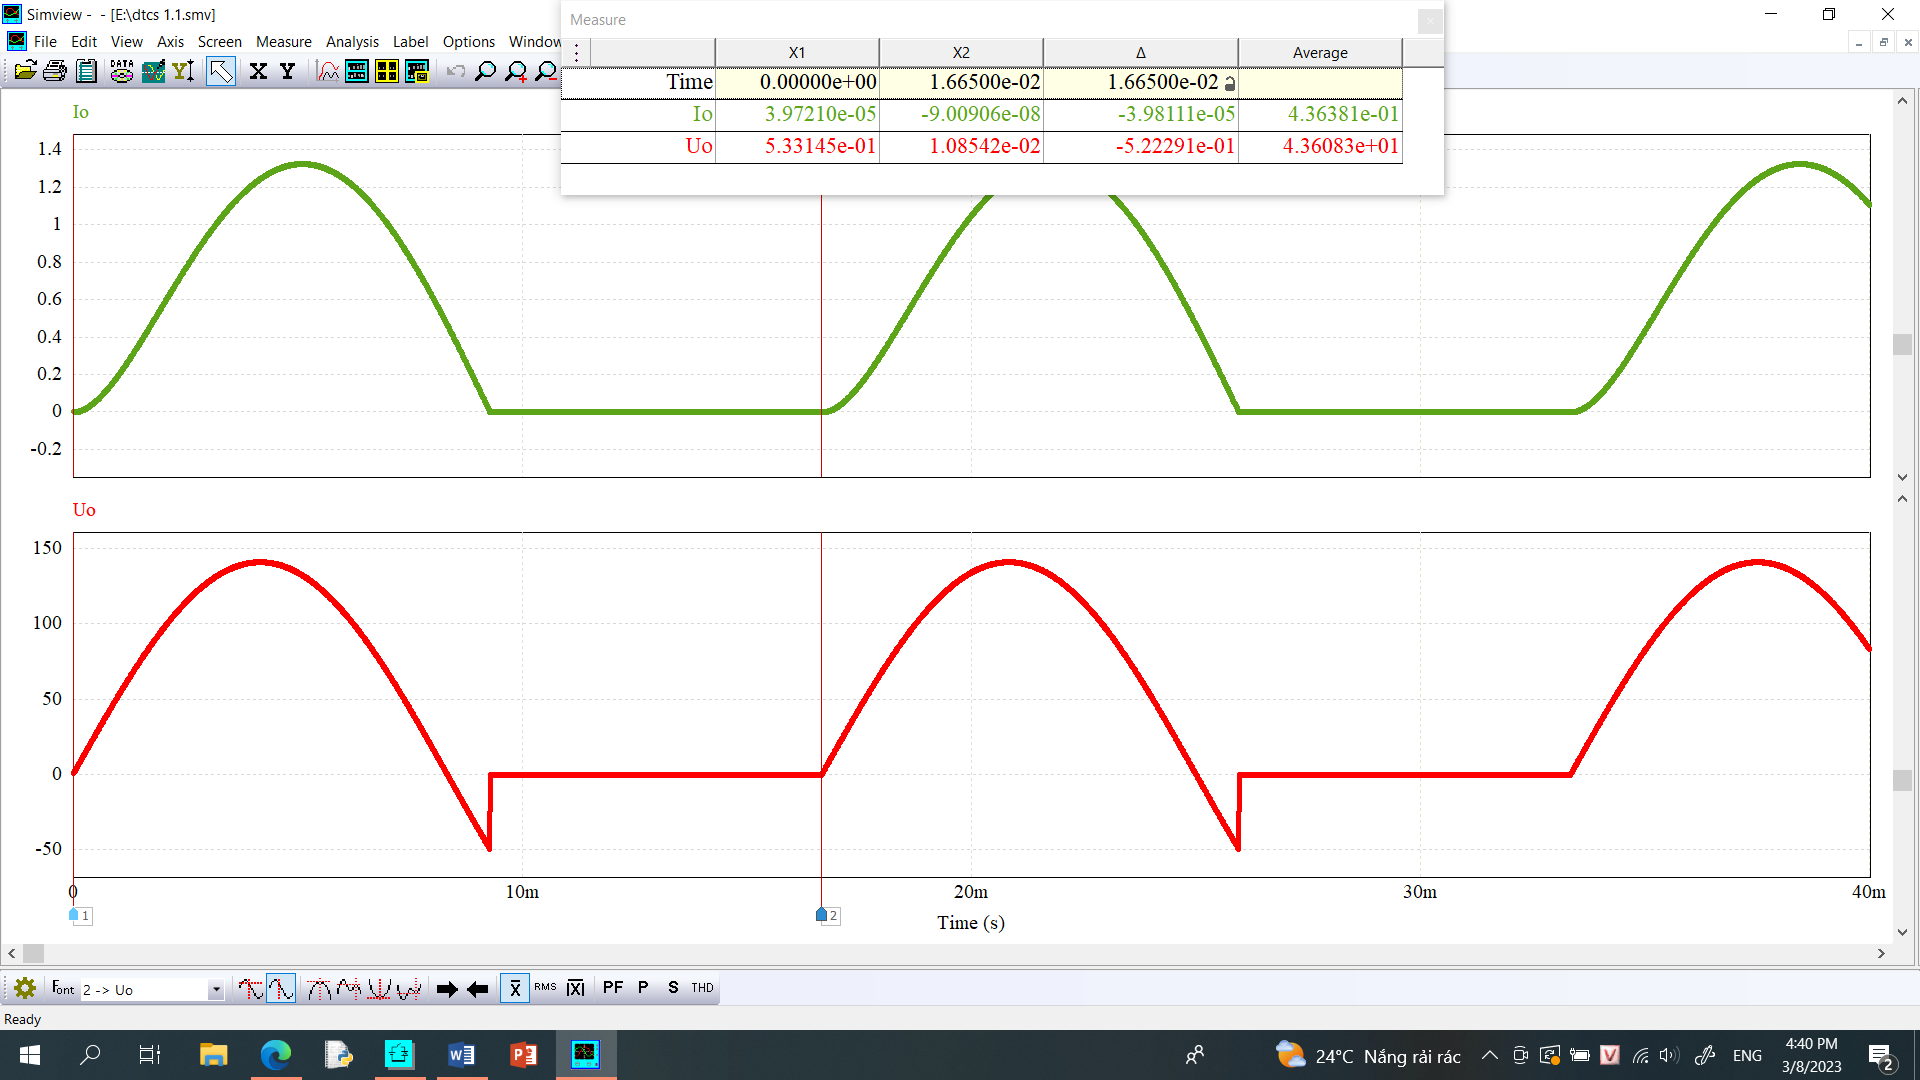 Simview - - [E:\dtcs 1.1.smv]
File Edit View Axis Screen Measure Analysis Label Options Window
DATA
X Y
Measure
X1 X2 Δ Average
Time 0.00000e+00 1.66500e-02 1.66500e-02
Io 3.97210e-05 -9.00906e-08 -3.98111e-05 4.36381e-01
Uo 5.33145e-01 1.08542e-02 -5.22291e-01 4.36083e+01
Io
1.4
1.2
1
0.8
0.6
0.4
0.2
0
-0.2
Uo
150
100
50
0
-50
0 10m 20m 30m 40m
1 2
Time (s)
Font 2 -> Uo
X RMS |X| PF P S THD
Ready
24°C Nắng rải rác
V
ENG
4:40 PM
3/8/2023
2